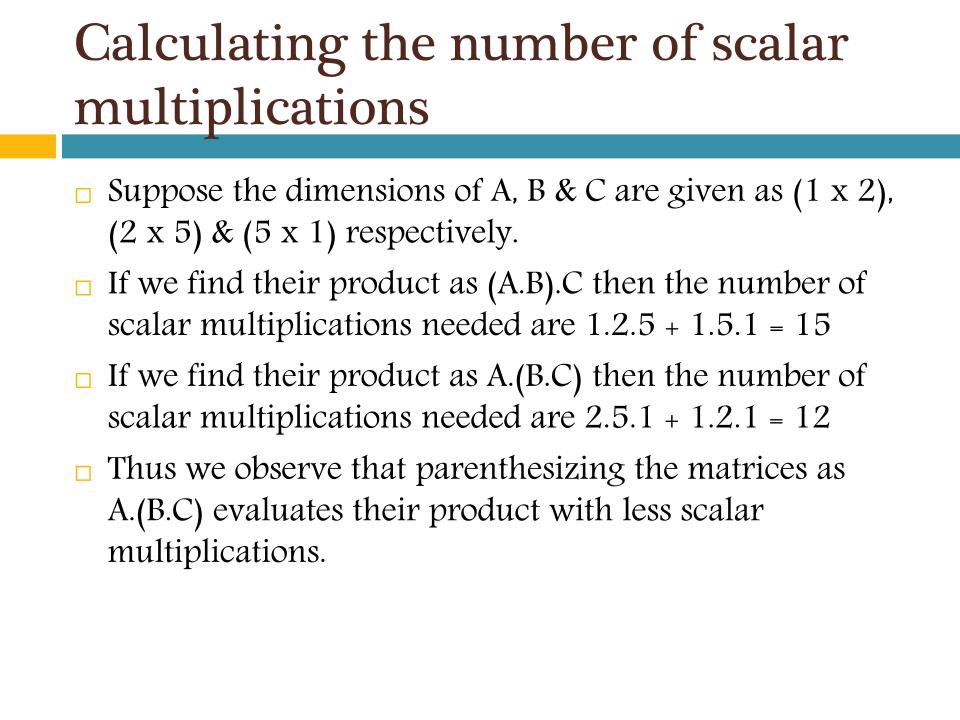 Calculating the number of scalar
multiplications
Suppose the dimensions of A, B & C are given as (1 x 2),
(2 x 5) & (5 x 1) respectively.
If we find their product as (A.B).C then the number of
scalar multiplications needed are 1.2.5 + 1.5.1 = 15
If we find their product as A.(B.C) then the number of
scalar multiplications needed are 2.5.1 + 1.2.1 = 12
Thus we observe that parenthesizing the matrices as
A.(B.C) evaluates their product with less scalar
multiplications.